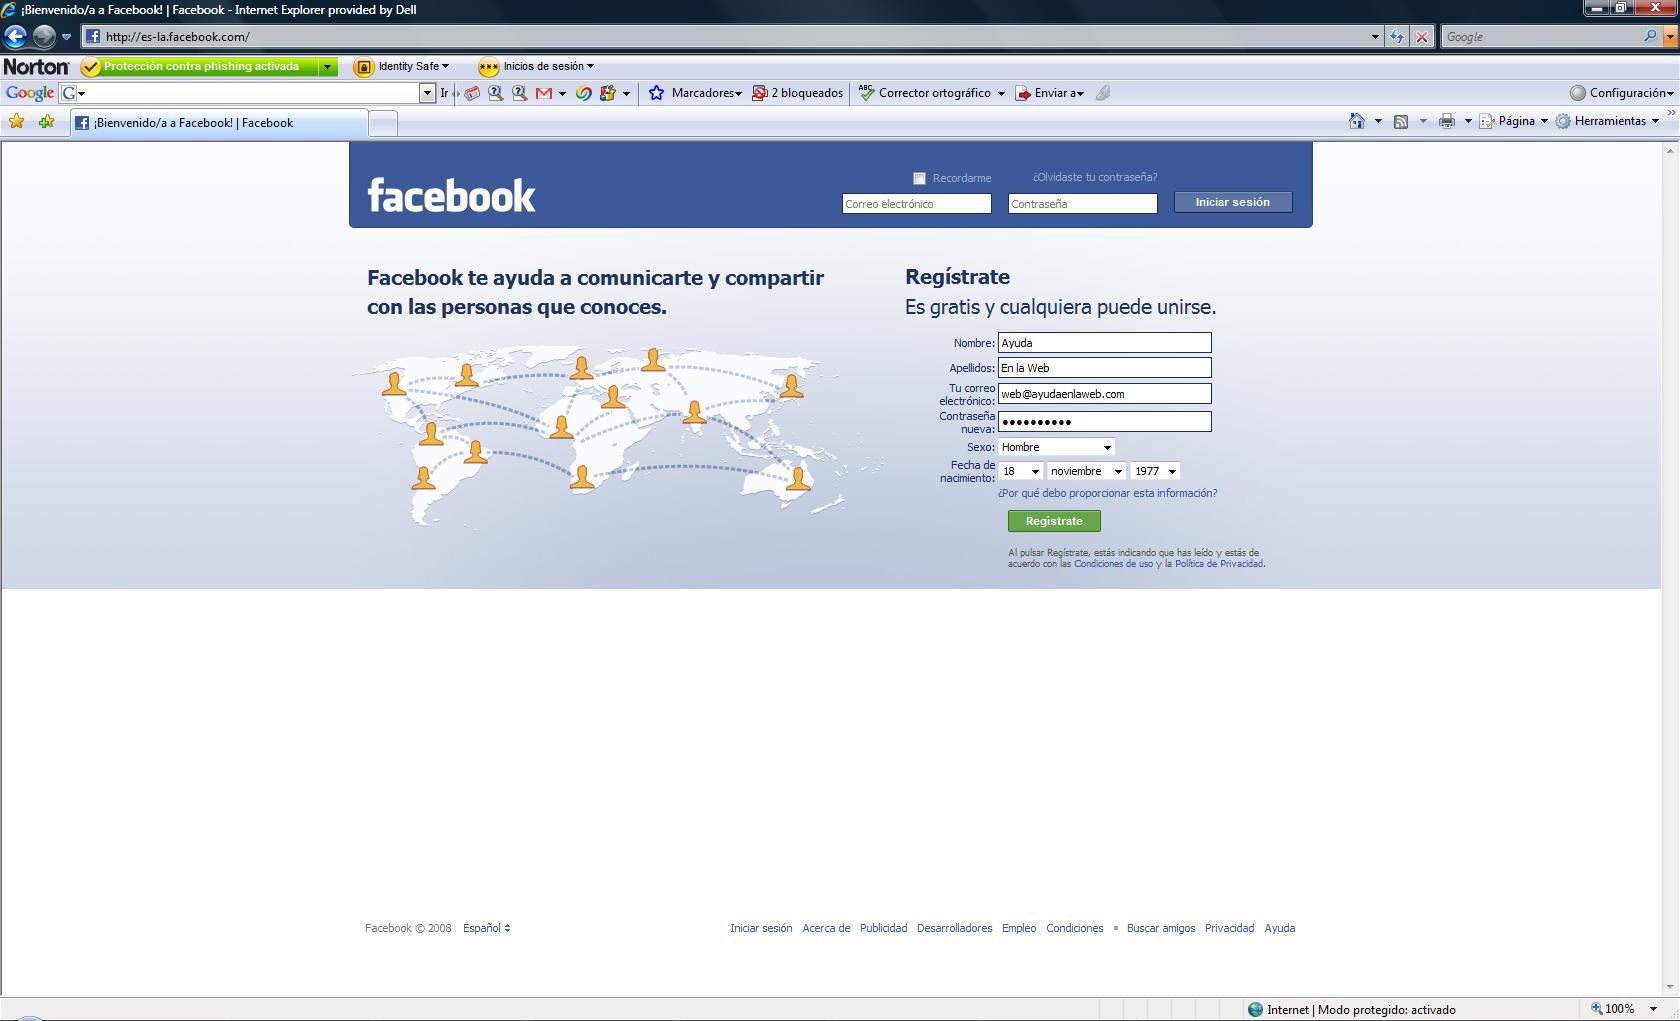 ¡Bienvenido/a a Facebook! | Facebook - Internet Explorer provided by Dell
http://es-la.facebook.com/
Google
Norton
Protección contra phishing activada
Identity Safe
Inicios de sesión
Google
G
Ir
Marcadores
2 bloqueados
ABC
Corrector ortográfico
Enviar a
Configuración
¡Bienvenido/a a Facebook! | Facebook
Página
Herramientas
facebook
Recordarme
¿Olvidaste tu contraseña?
Correo electrónico
Contraseña
Iniciar sesión
Facebook te ayuda a comunicarte y compartir
con las personas que conoces.
Regístrate
Es gratis y cualquiera puede unirse.
Nombre: Ayuda
Apellidos: En la Web
Tu correo
electrónico: web@ayudaenlaweb.com
Contraseña
nueva: ●●●●●●●●●●
Sexo: Hombre
Fecha de
nacimiento: 18 noviembre 1977
¿Por qué debo proporcionar esta información?
Regístrate
Al pulsar Regístrate, estás indicando que has leído y estás de
acuerdo con las Condiciones de uso y la Política de Privacidad.
Facebook © 2008 Español
Iniciar sesión Acerca de Publicidad Desarrolladores Empleo Condiciones ▪ Buscar amigos Privacidad Ayuda
Internet | Modo protegido: activado
100%